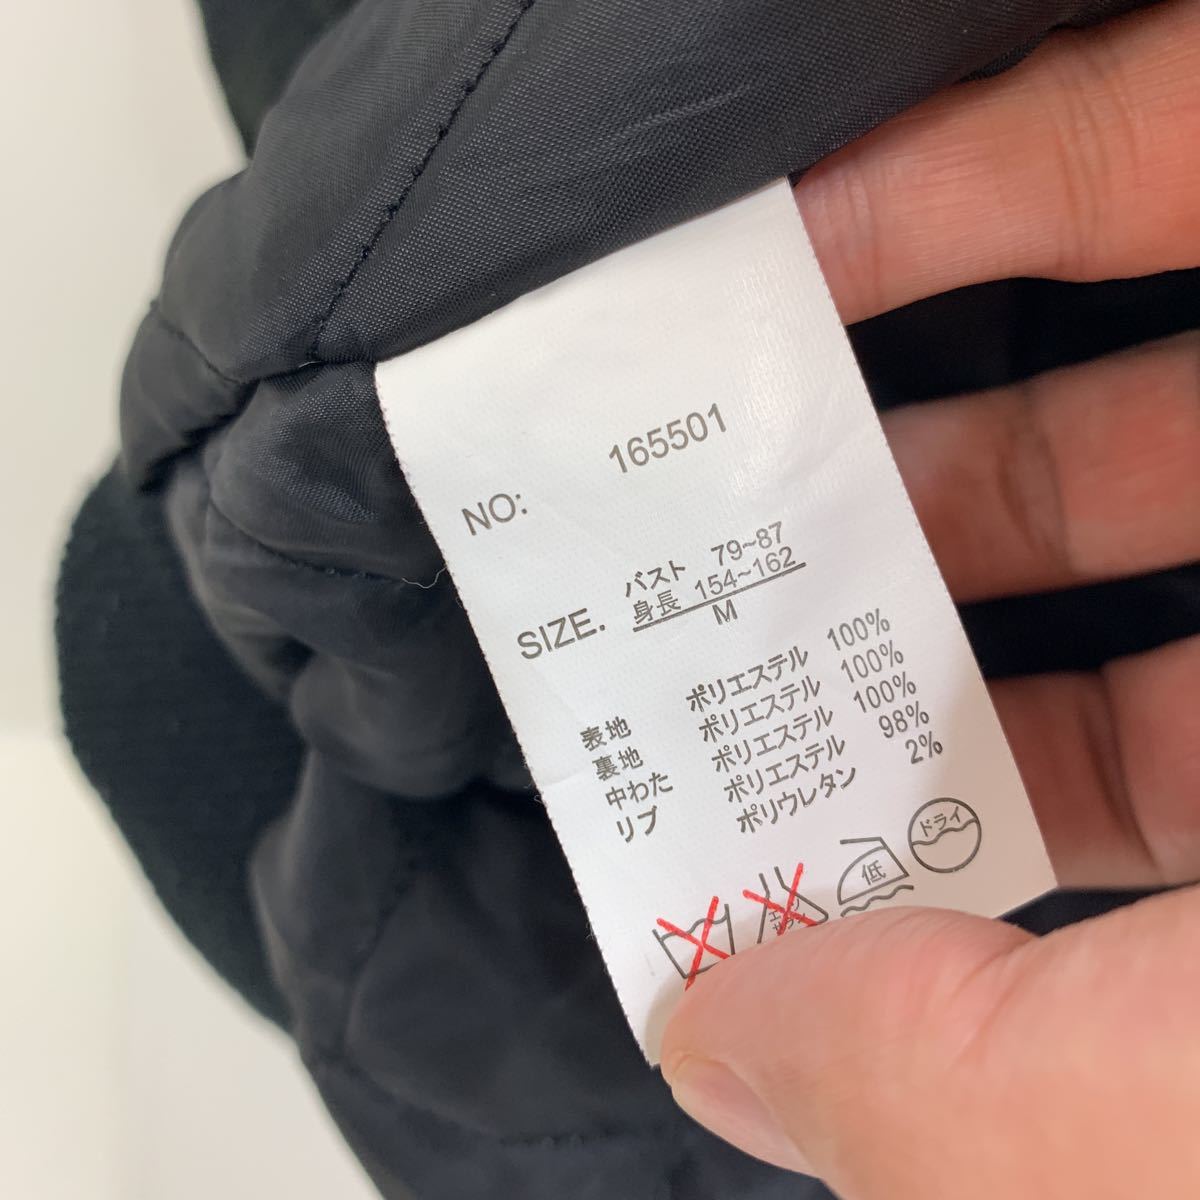 NO: 165501
バスト 79~87
SIZE. 身長 154~162
M
表地 ポリエステル 100%
裏地 ポリエステル 100%
中わた ポリエステル 100%
リブ ポリエステル 98%
ポリウレタン 2%
低 ドライ